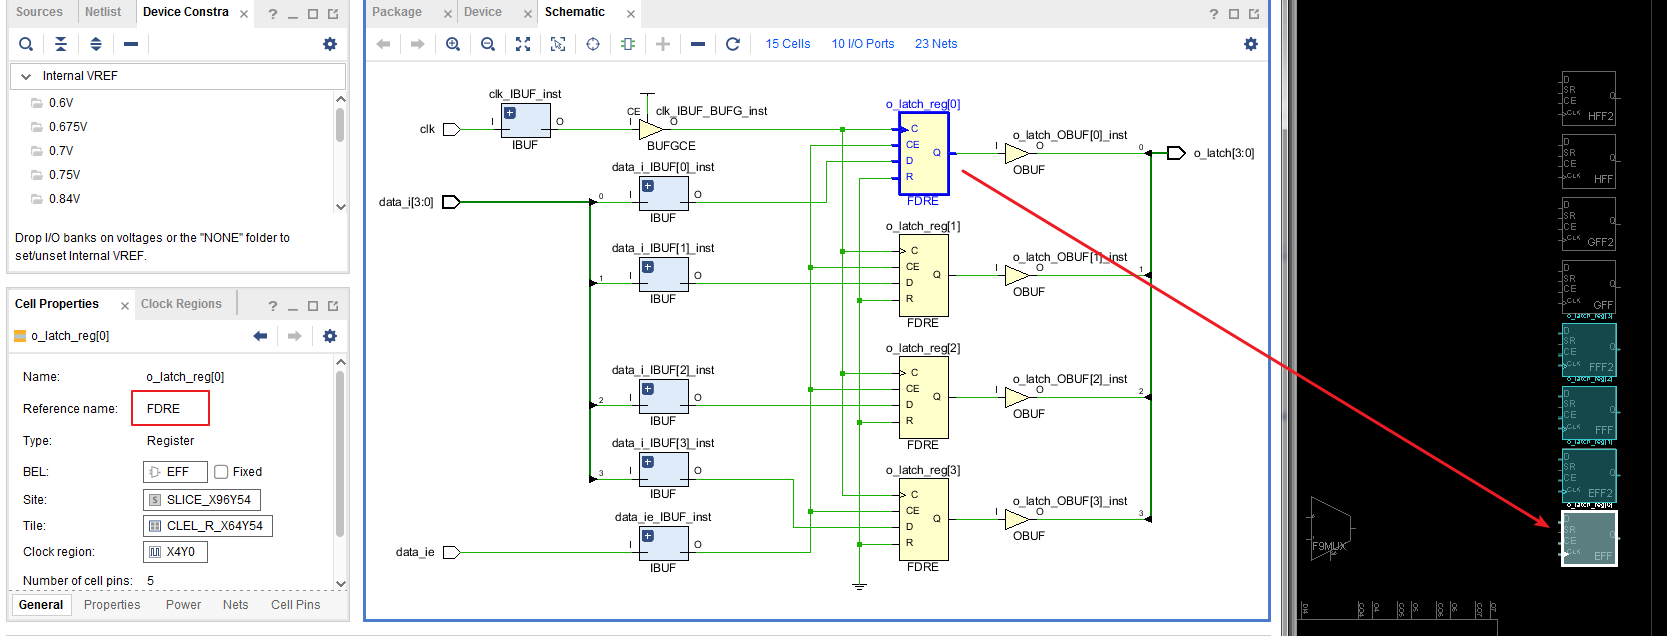 Sources
Netlist
Device Constra
Internal VREF
0.6V
0.675V
0.7V
0.75V
0.84V
Drop I/O banks on voltages or the "NONE" folder to
set/unset Internal VREF.
Cell Properties
Clock Regions
o_latch_reg[0]
Name: o_latch_reg[0]
Reference name: FDRE
Type: Register
BEL: EFF Fixed
Site: SLICE_X96Y54
Tile: CLEL_R_X64Y54
Clock region: X4Y0
Number of cell pins: 5
General Properties Power Nets Cell Pins
Package
Device
Schematic
15 Cells 10 I/O Ports 23 Nets
clk
clk_IBUF_inst
I O
IBUF
CE clk_IBUF_BUFG_inst
I O
BUFGCE
data_i[3:0]
0
data_i_IBUF[0]_inst
I O
IBUF
1
data_i_IBUF[1]_inst
I O
IBUF
2
data_i_IBUF[2]_inst
I O
IBUF
3
data_i_IBUF[3]_inst
I O
IBUF
data_ie
data_ie_IBUF_inst
I O
IBUF
o_latch_reg[0]
C
CE
D
R
Q
FDRE
o_latch_reg[1]
C
CE
D
R
Q
FDRE
o_latch_reg[2]
C
CE
D
R
Q
FDRE
o_latch_reg[3]
C
CE
D
R
Q
FDRE
o_latch_OBUF[0]_inst
I O
OBUF
o_latch_OBUF[1]_inst
I O
OBUF
o_latch_OBUF[2]_inst
I O
OBUF
o_latch_OBUF[3]_inst
I O
OBUF
0
1
2
3
o_latch[3:0]
D
SR
CE
CLK
Q
HFF2
D
SR
CE
CLK
Q
HFF
D
SR
CE
CLK
Q
GFF2
D
SR
CE
CLK
Q
GFF
o_latch_reg[3]
D
SR
CE
CLK
Q
FFF2
o_latch_reg[2]
D
SR
CE
CLK
Q
FFF
o_latch_reg[1]
D
SR
CE
CLK
Q
EFF2
o_latch_reg[0]
D
SR
CE
CLK
Q
EFF
F9MUX